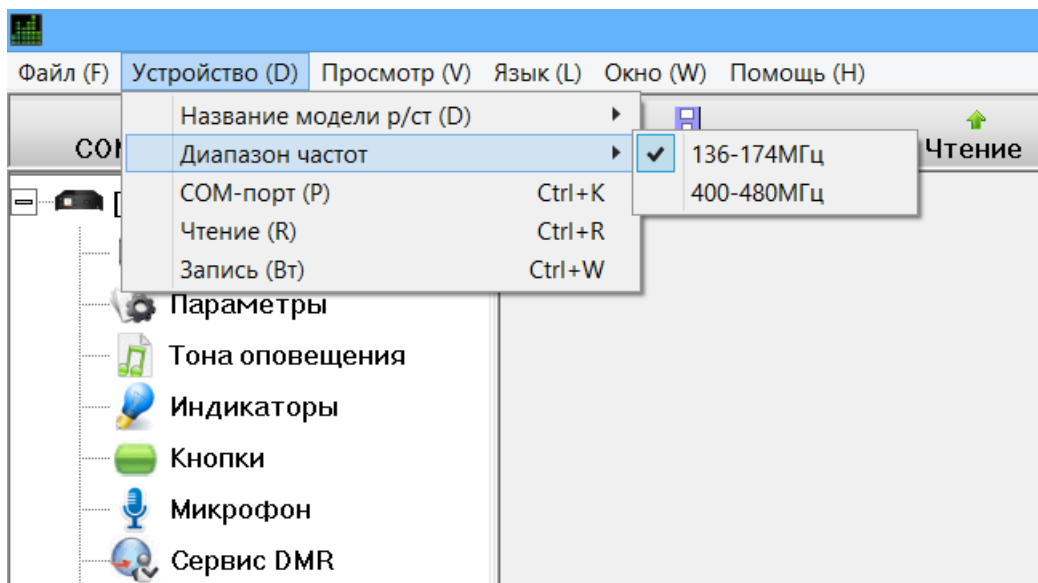 Файл (F) Устройство (D) Просмотр (V) Язык (L) Окно (W) Помощь (H)
Название модели р/ст (D)
Диапазон частот
COM-порт (P) Ctrl+K
Чтение (R) Ctrl+R
Запись (Вт) Ctrl+W
136-174МГц
400-480МГц
Чтение
Параметры
Тона оповещения
Индикаторы
Кнопки
Микрофон
Сервис DMR